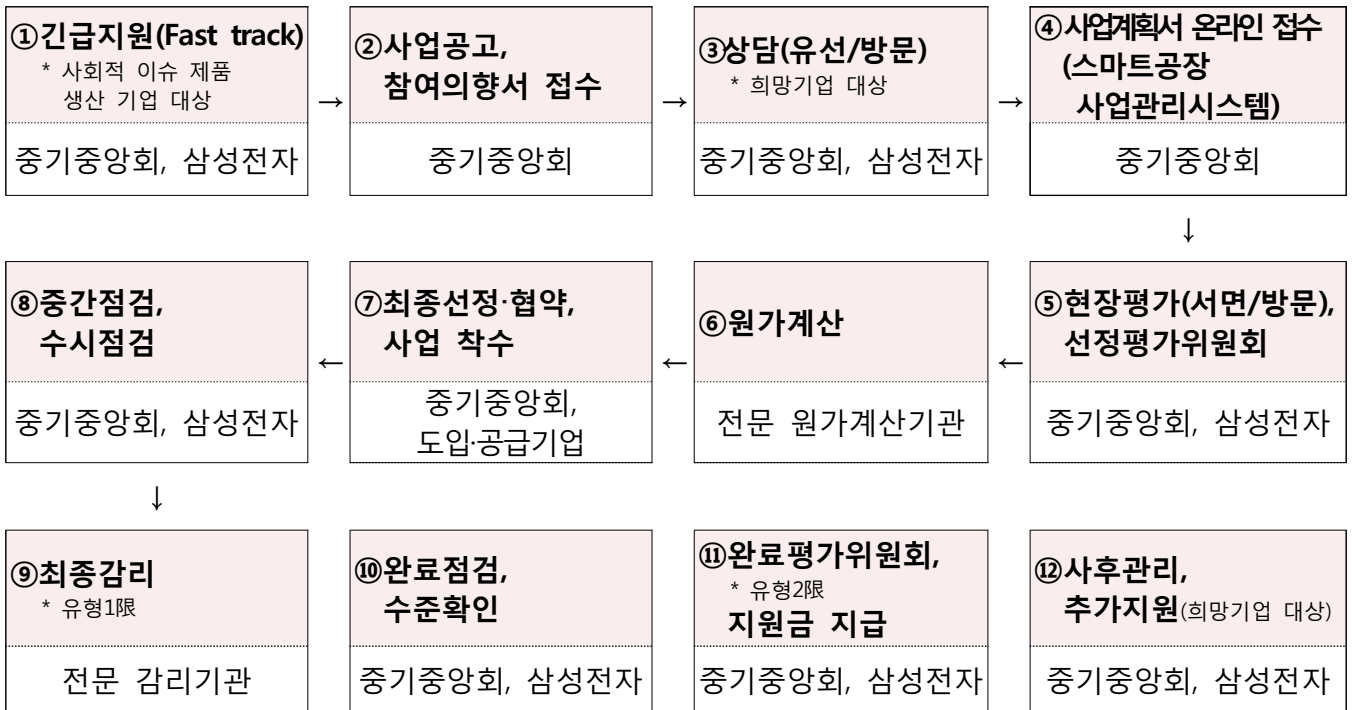 ①긴급지원(Fast track)
* 사회적 이슈 제품
생산 기업 대상
중기중앙회, 삼성전자
→
②사업공고,
참여의향서 접수
중기중앙회
→
③상담(유선/방문)
* 희망기업 대상
중기중앙회, 삼성전자
→
④사업계획서 온라인 접수
(스마트공장
사업관리시스템)
중기중앙회
↓
⑤현장평가(서면/방문),
선정평가위원회
중기중앙회, 삼성전자
←
⑥원가계산
전문 원가계산기관
←
⑦최종선정·협약,
사업 착수
중기중앙회,
도입·공급기업
←
⑧중간점검,
수시점검
중기중앙회, 삼성전자
↓
⑨최종감리
* 유형1限
전문 감리기관
⑩완료점검,
수준확인
중기중앙회, 삼성전자
⑪완료평가위원회,
* 유형2限
지원금 지급
중기중앙회, 삼성전자
⑫사후관리,
추가지원(희망기업 대상)
중기중앙회, 삼성전자